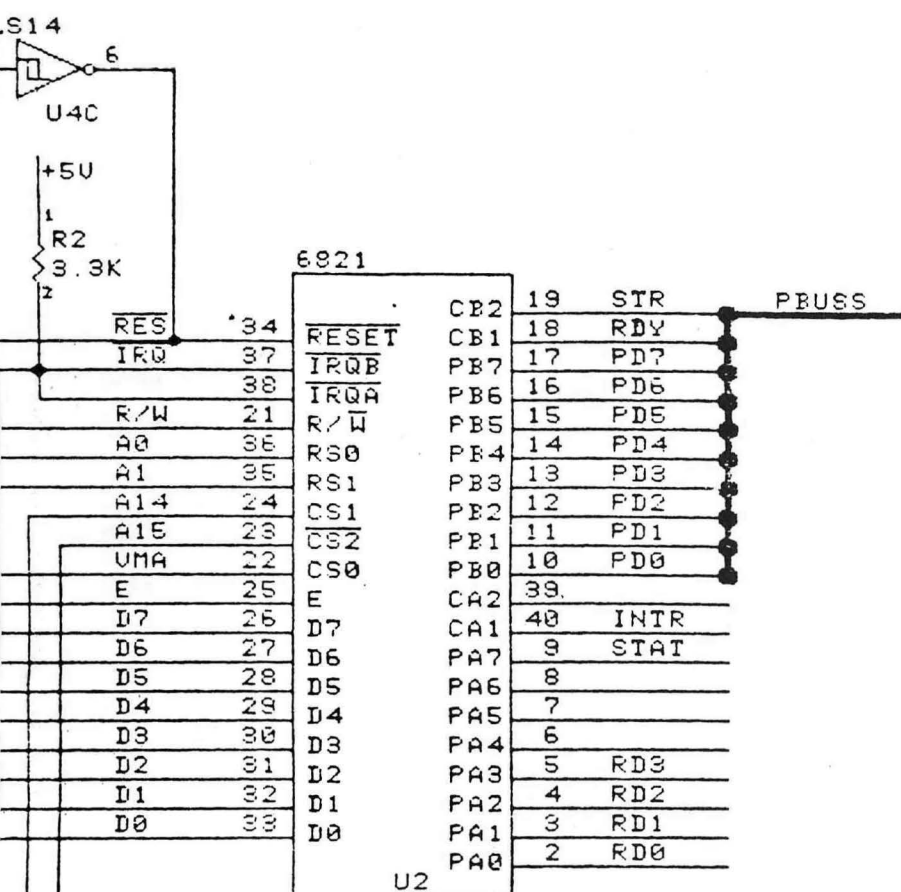 LS14
6
U4C
+5V
1
R2
3.3K
2
6821
RES 34 RESET CB2 19 STR PBUSS
IRQ 37 IRQB CB1 18 RDY
38 IRQA PB7 17 PD7
R/W 21 R/W PB6 16 PD6
A0 36 RS0 PB5 15 PD5
A1 35 RS1 PB4 14 PD4
A14 24 CS1 PB3 13 PD3
A15 23 CS2 PB2 12 PD2
VMA 22 CS0 PB1 11 PD1
E 25 E PB0 10 PD0
D7 26 D7 CA2 39
D6 27 D6 CA1 40 INTR
D5 28 D5 PA7 9 STAT
D4 29 D4 PA6 8
D3 30 D3 PA5 7
D2 31 D2 PA4 6
D1 32 D1 PA3 5 RD3
D0 33 D0 PA2 4 RD2
PA1 3 RD1
PA0 2 RD0
U2